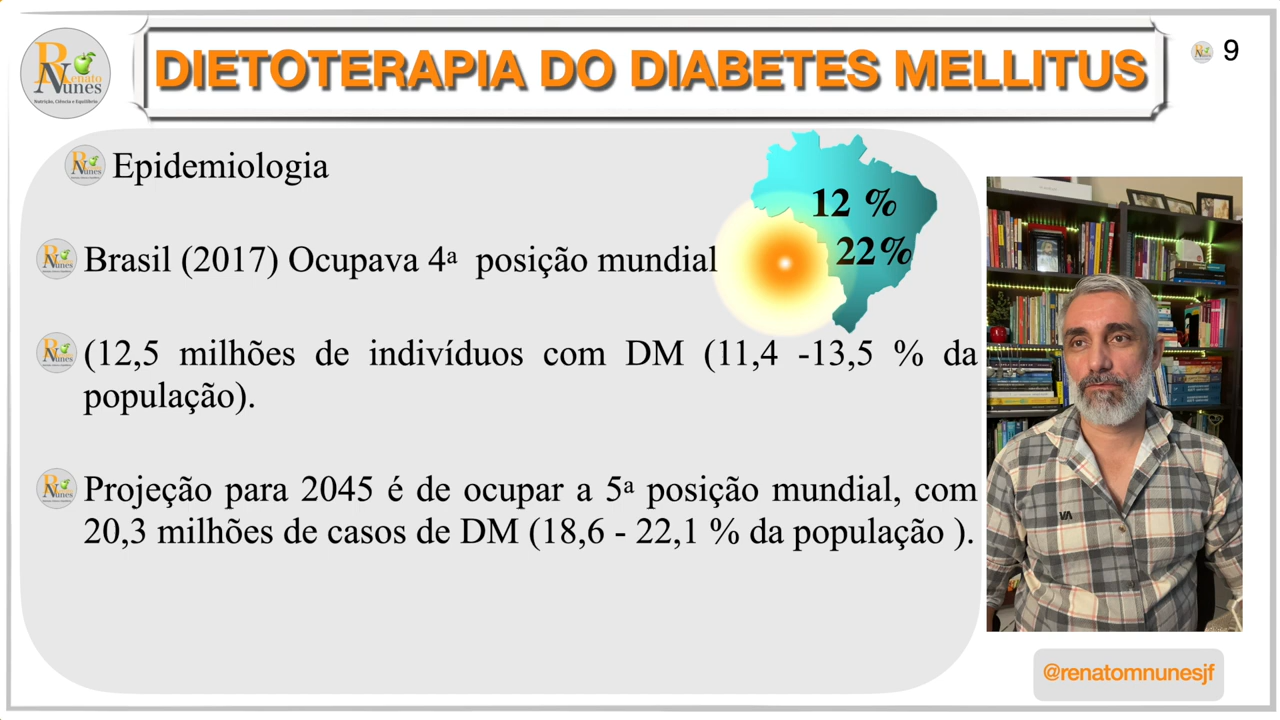 Renato
Nunes
Nutrição, Ciência e Equilíbrio
DIETOTERAPIA DO DIABETES MELLITUS
9
Epidemiologia
12 %
22%
Brasil (2017) Ocupava 4ª posição mundial
(12,5 milhões de indivíduos com DM (11,4 -13,5 % da
população).
Projeção para 2045 é de ocupar a 5ª posição mundial, com
20,3 milhões de casos de DM (18,6 - 22,1 % da população ).
VA
@renatomnunesjf